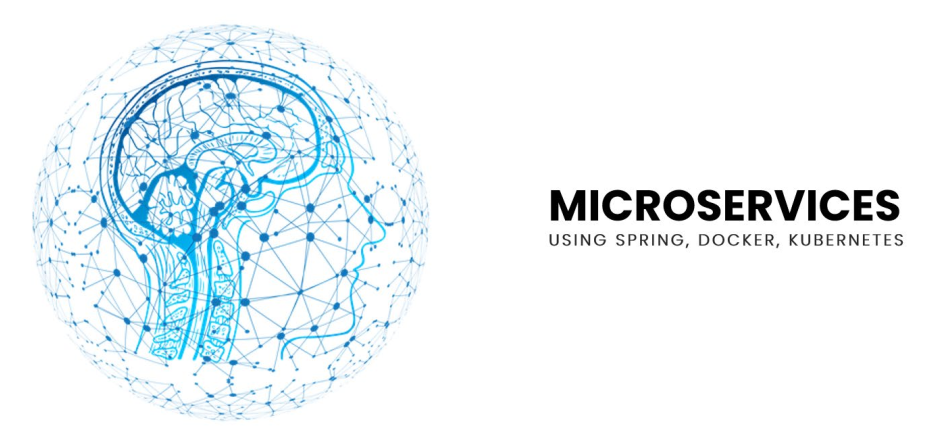 MICROSERVICES
USING SPRING, DOCKER, KUBERNETES